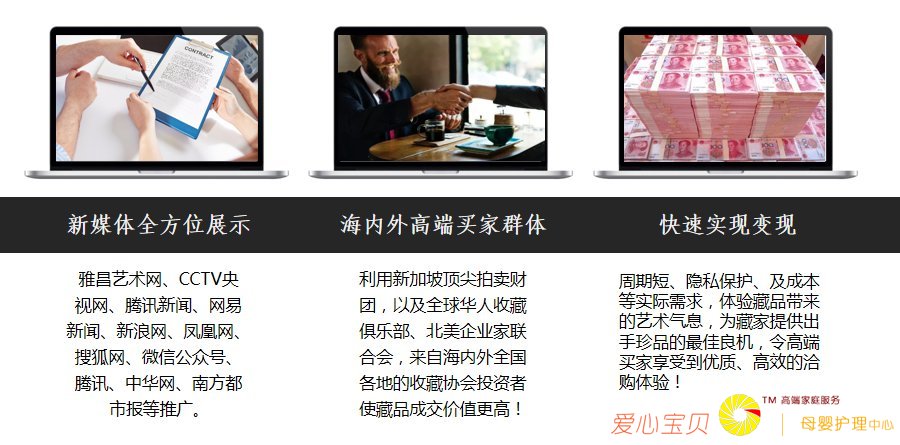 CONTRACT
新媒体全方位展示
海内外高端买家群体
快速实现变现
雅昌艺术网、CCTV央
视网、腾讯新闻、网易
新闻、新浪网、凤凰网、
搜狐网、微信公众号、
腾讯、中华网、南方都
市报等推广。
利用新加坡顶尖拍卖财
团，以及全球华人收藏
俱乐部、北美企业家联
合会，来自海内外全国
各地的收藏协会投资者
使藏品成交价值更高！
周期短、隐私保护、及成本
等实际需求，体验藏品带来
的艺术气息，为藏家提供出
手珍品的最佳良机，令高端
买家享受到优质、高效的洽
购体验！
爱心宝贝
TM 高端家庭服务
母婴护理中心